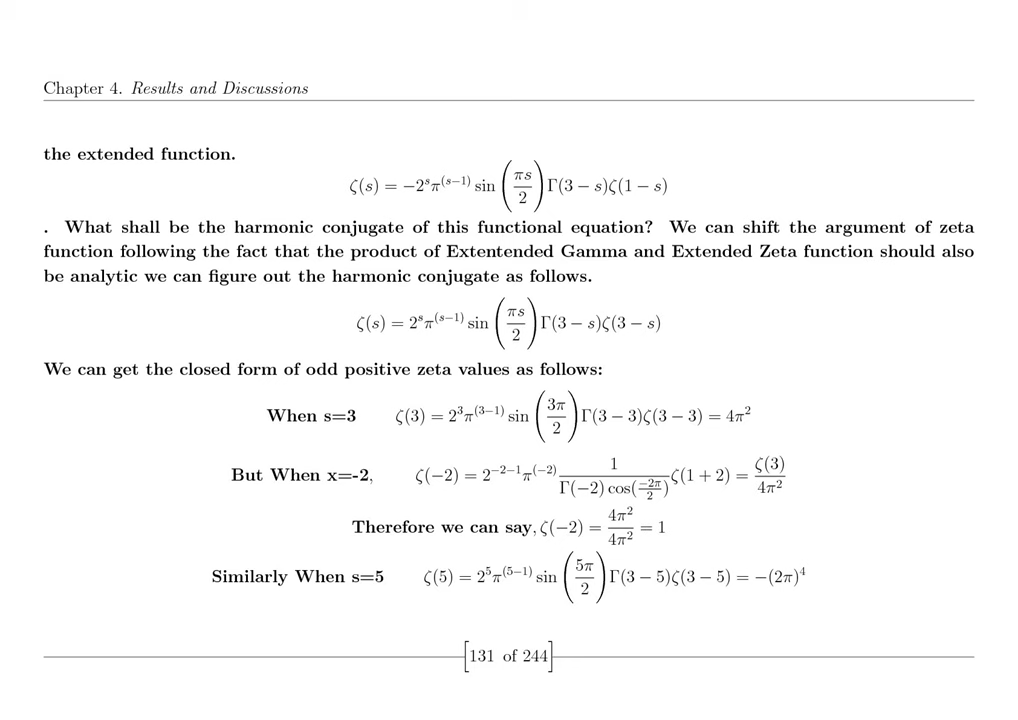 Chapter 4. Results and Discussions
the extended function.
ζ(s) = −2^sπ^(s−1) sin(πs/2)Γ(3 − s)ζ(1 − s)
. What shall be the harmonic conjugate of this functional equation? We can shift the argument of zeta
function following the fact that the product of Extentended Gamma and Extended Zeta function should also
be analytic we can figure out the harmonic conjugate as follows.
ζ(s) = 2^sπ^(s−1) sin(πs/2)Γ(3 − s)ζ(3 − s)
We can get the closed form of odd positive zeta values as follows:
When s=3 ζ(3) = 2^3π^(3−1) sin(3π/2)Γ(3 − 3)ζ(3 − 3) = 4π^2
But When x=-2, ζ(−2) = 2^{−2−1}π^(−2) 1/(Γ(−2) cos(−2π/2)) ζ(1 + 2) = ζ(3)/4π^2
Therefore we can say, ζ(−2) = 4π^2/4π^2 = 1
Similarly When s=5 ζ(5) = 2^5π^(5−1) sin(5π/2)Γ(3 − 5)ζ(3 − 5) = −(2π)^4
[131 of 244]